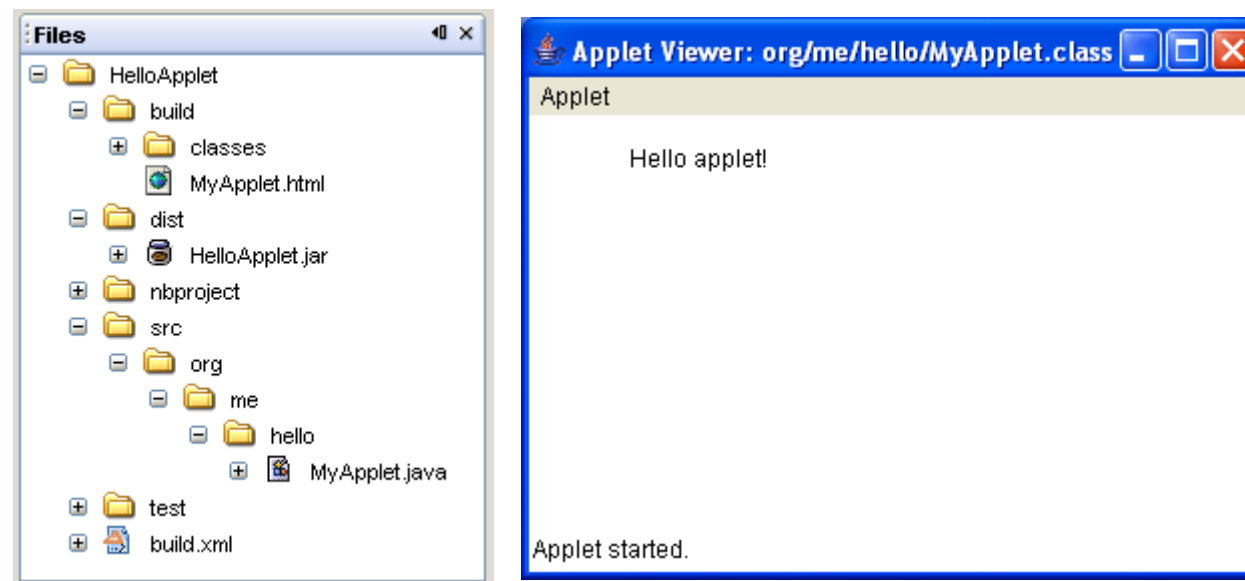 Files
HelloApplet
build
classes
MyApplet.html
dist
HelloApplet.jar
nbproject
src
org
me
hello
MyApplet.java
test
build.xml
Applet Viewer: org/me/hello/MyApplet.class
Applet
Hello applet!
Applet started.